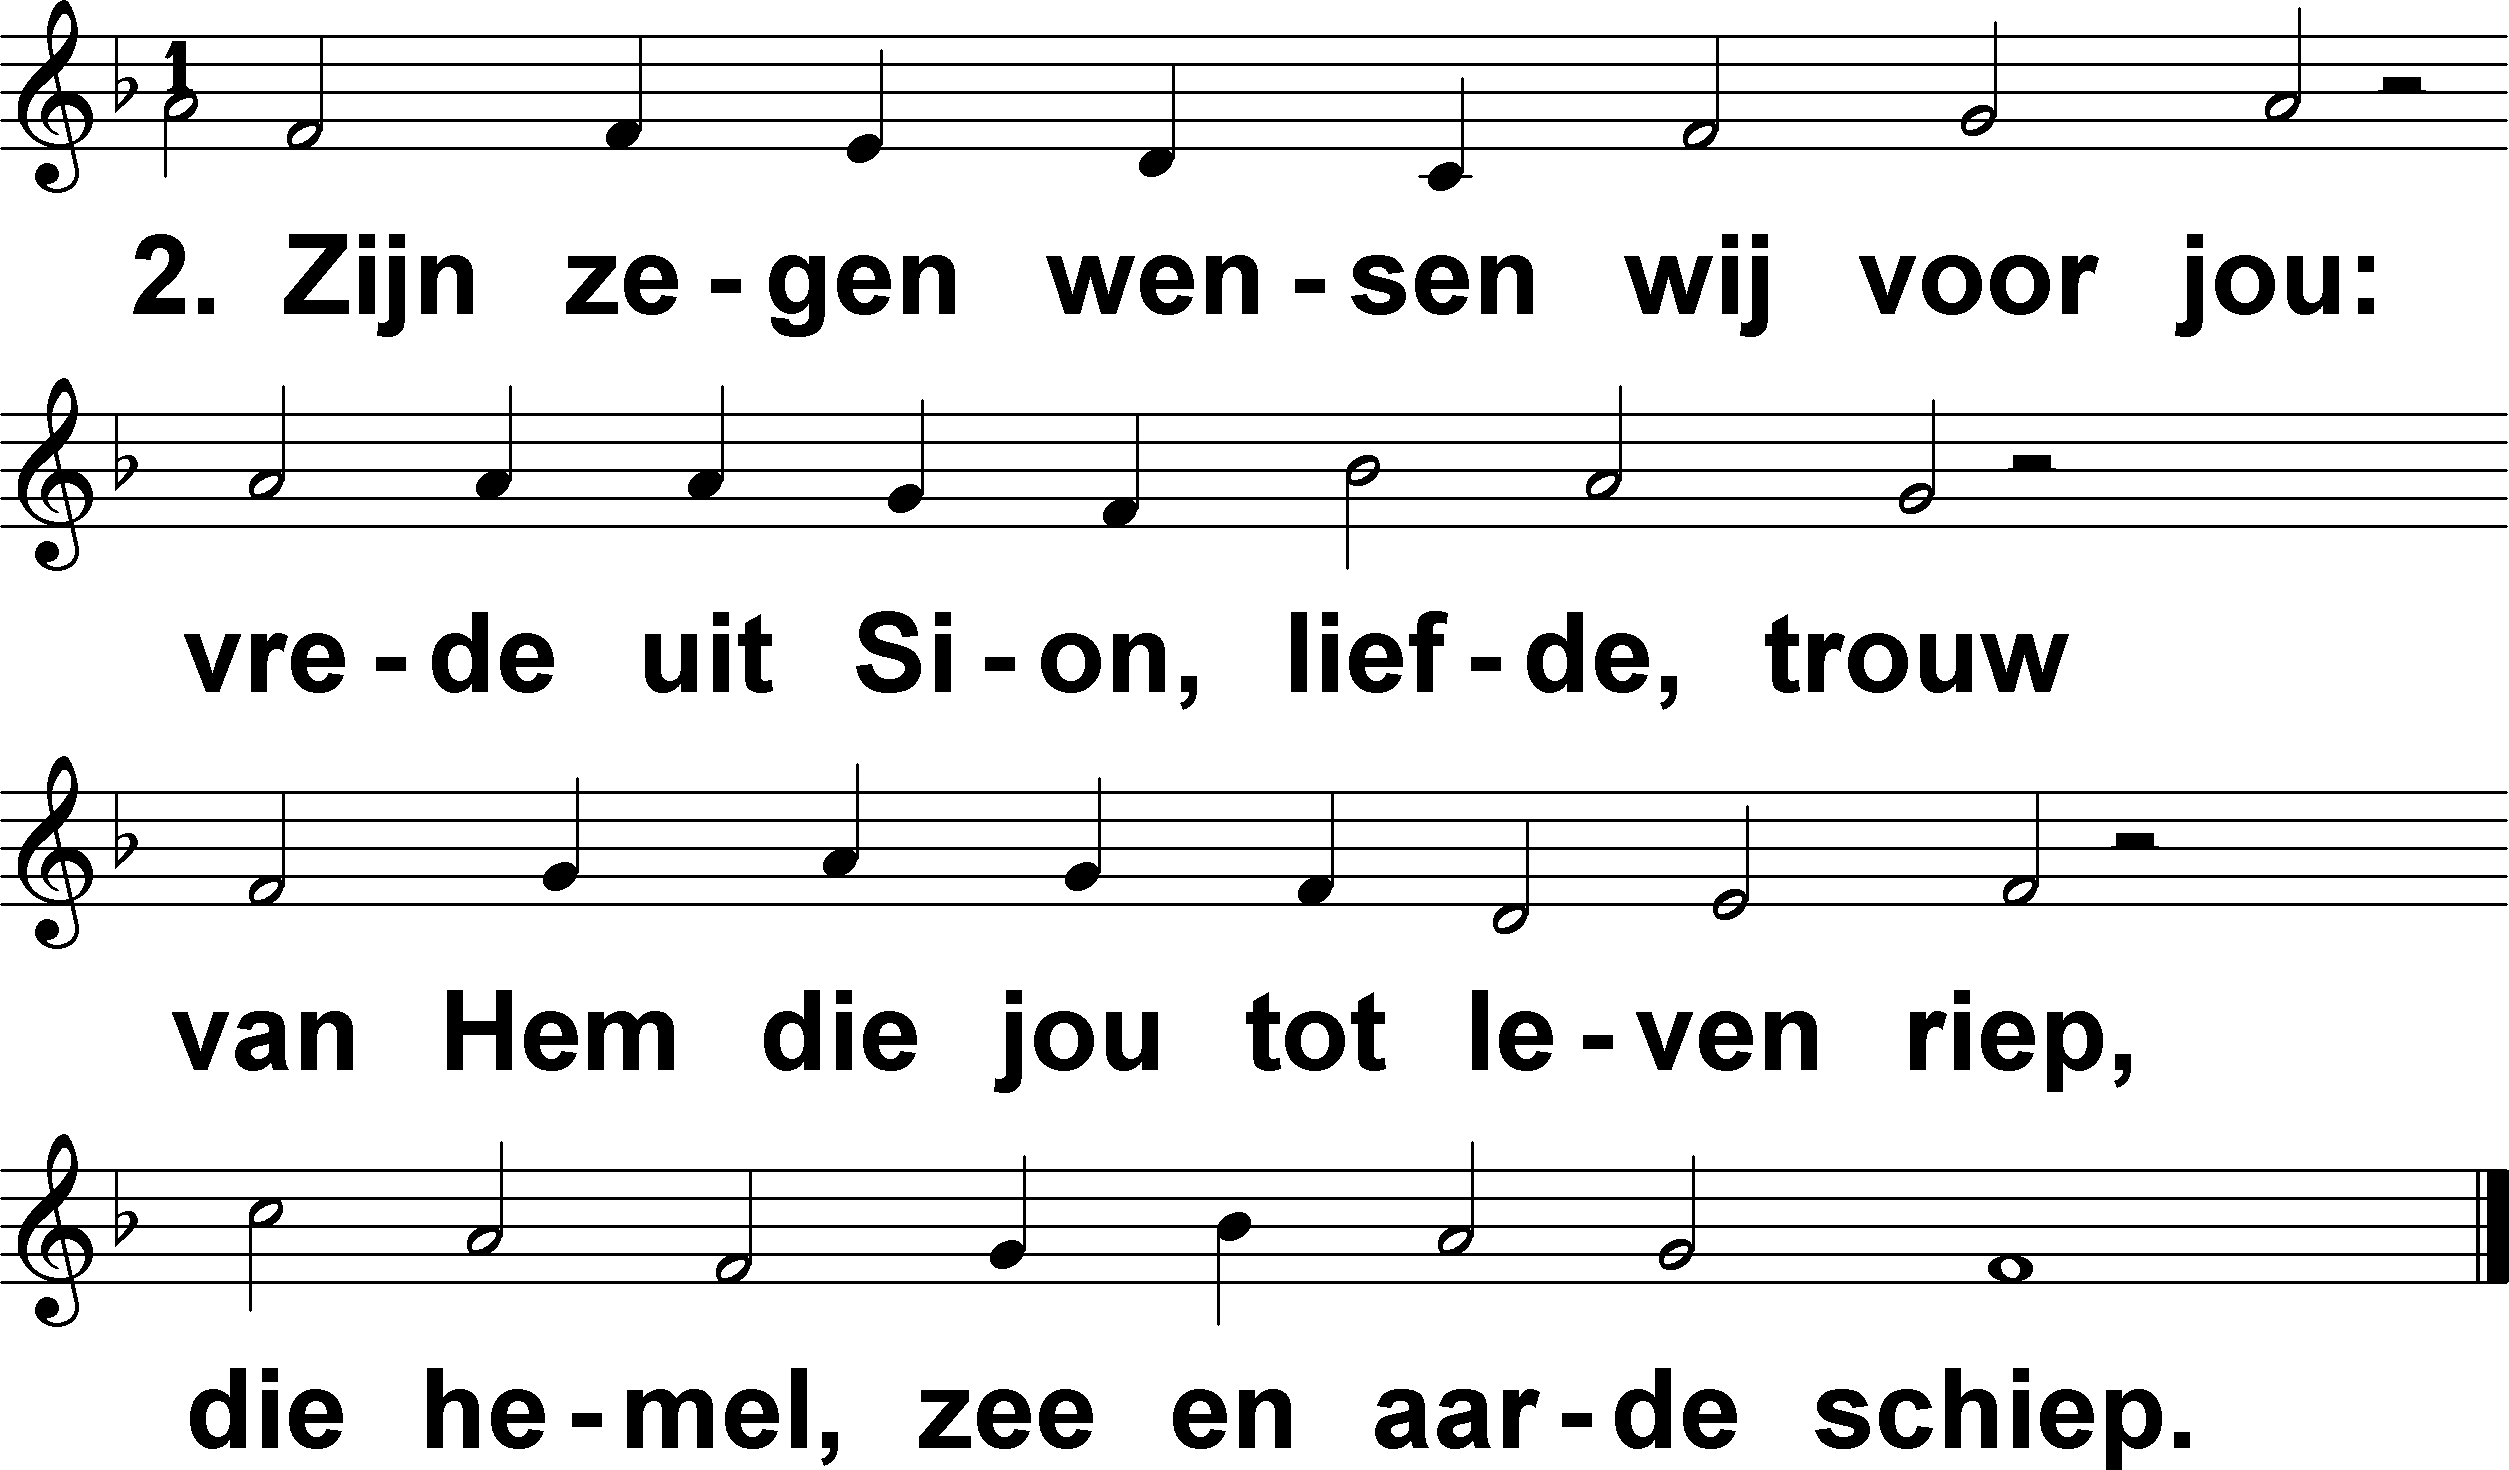 1
2. Zijn ze-gen wen-sen wij voor jou:
vre-de uit Si-on, lief-de, trouw
van Hem die jou tot le-ven riep,
die he-mel, zee en aar-de schiep.